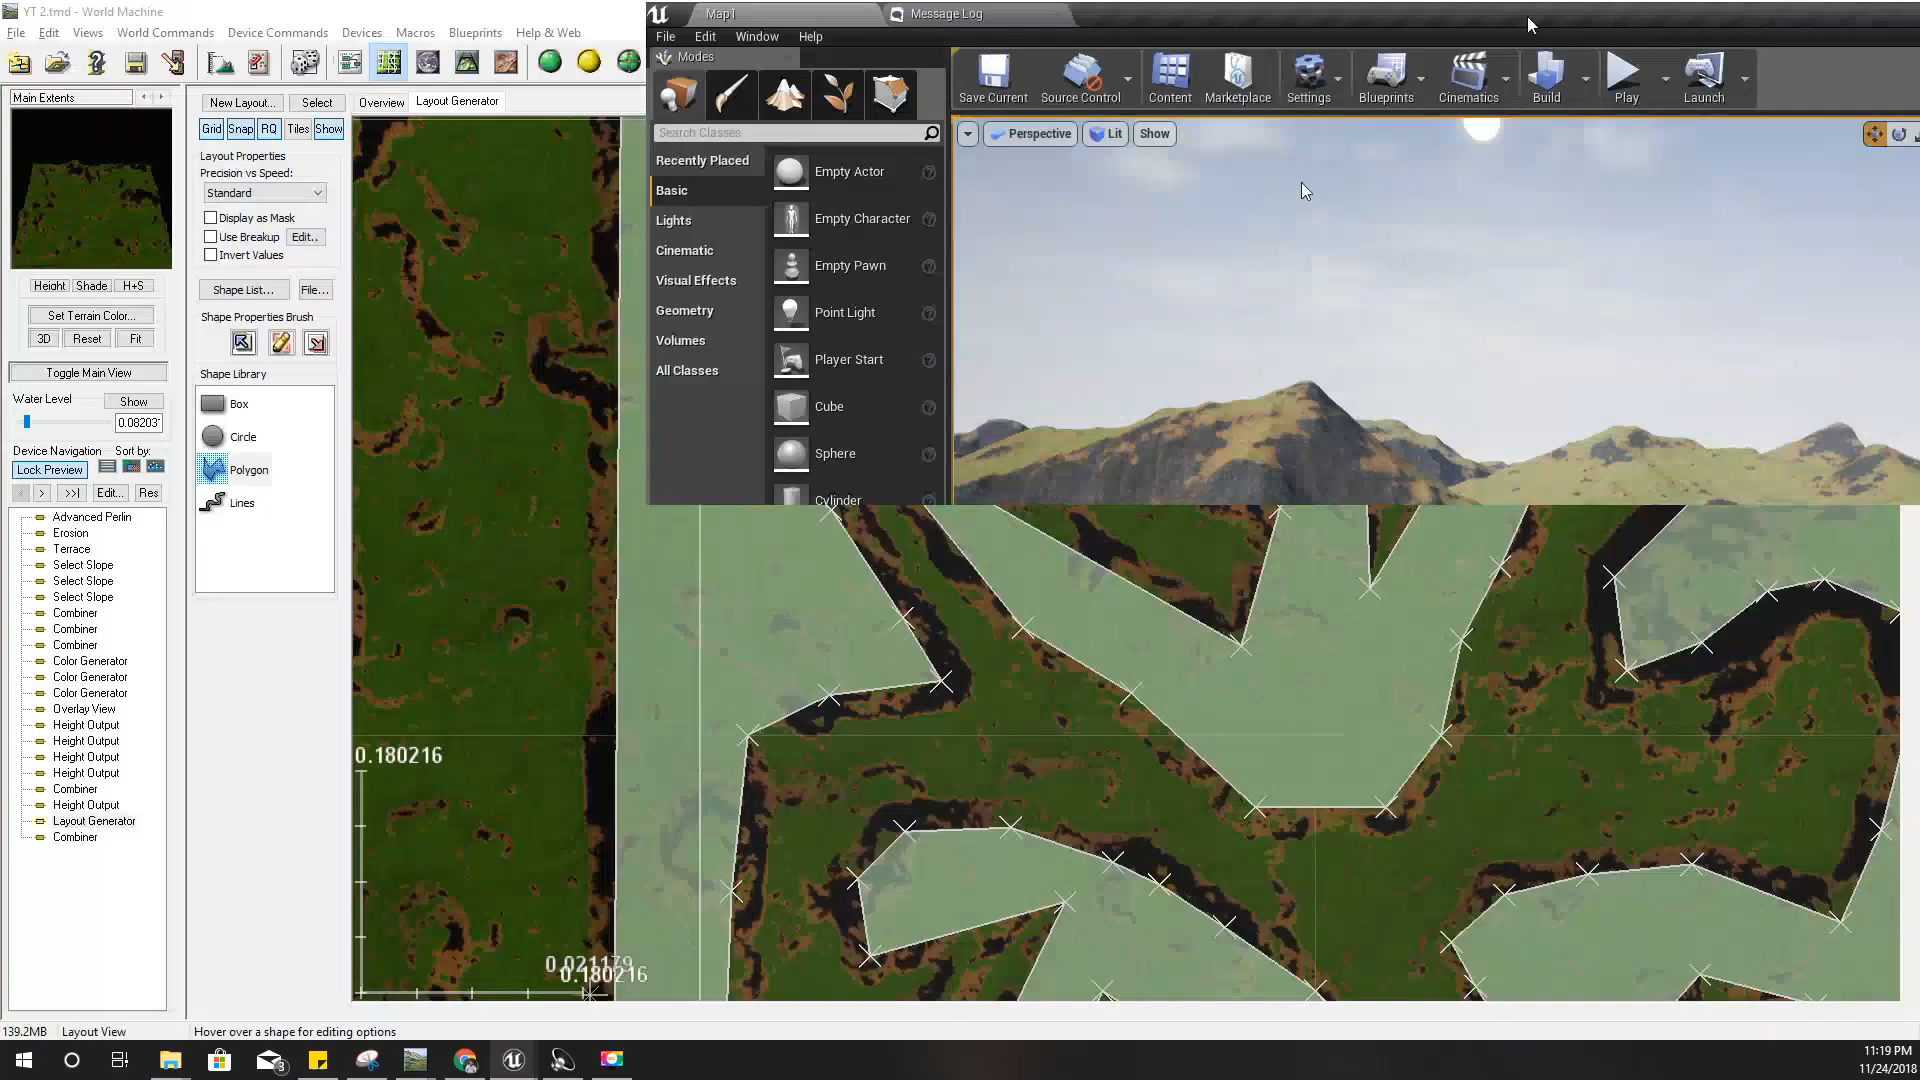 YT 2.tmd - World Machine
File Edit Views World Commands Device Commands Devices Macros Blueprints Help & Web
Main Extents
Height Shade H+S
Set Terrain Color...
3D Reset Fit
Toggle Main View
Water Level Show
0.08203
Device Navigation Sort by:
Lock Preview
< > >>| Edit... Res
Advanced Perlin
Erosion
Terrace
Select Slope
Select Slope
Select Slope
Combiner
Combiner
Combiner
Color Generator
Color Generator
Color Generator
Overlay View
Height Output
Height Output
Height Output
Height Output
Combiner
Height Output
Layout Generator
Combiner
New Layout... Select Overview Layout Generator
Grid Snap RQ Tiles Show
Layout Properties
Precision vs Speed:
Standard
Display as Mask
Use Breakup Edit..
Invert Values
Shape List... File...
Shape Properties Brush
Shape Library
Box
Circle
Polygon
Lines
0.180216
0.021179
0.180216
Map1 Message Log
File Edit Window Help
Modes
Search Classes
Recently Placed
Basic
Lights
Cinematic
Visual Effects
Geometry
Volumes
All Classes
Empty Actor
Empty Character
Empty Pawn
Point Light
Player Start
Cube
Sphere
Cylinder
Save Current Source Control Content Marketplace Settings Blueprints Cinematics Build Play Launch
Perspective Lit Show
139.2MB Layout View Hover over a shape for editing options
3
11:19 PM
11/24/2018